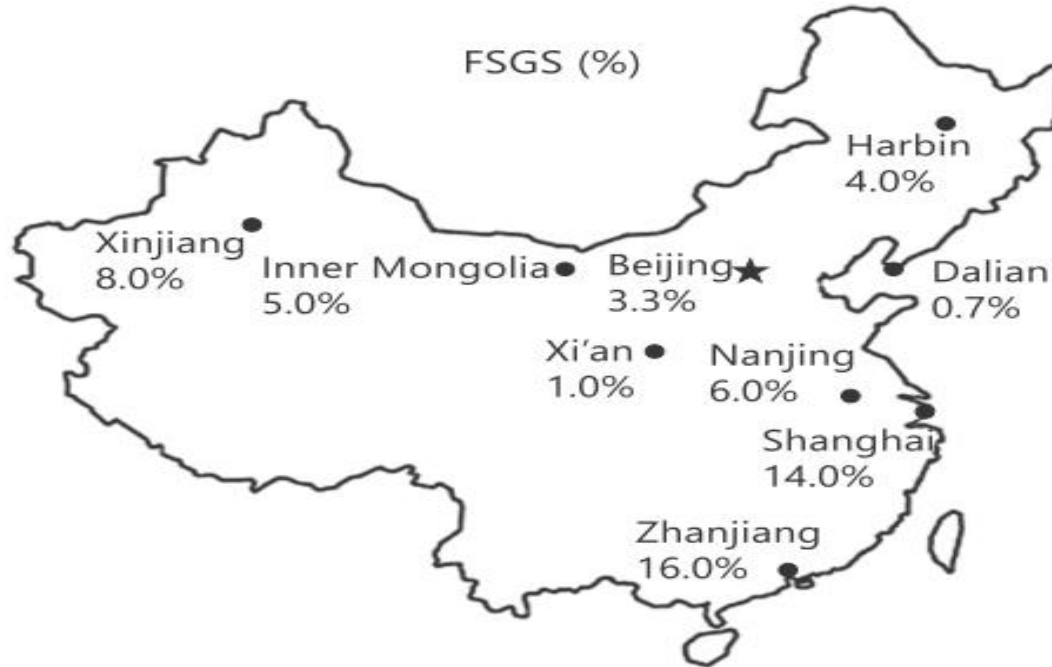 FSGS (%)
Harbin
4.0%
Xinjiang
8.0%
Inner Mongolia
5.0%
Beijing
3.3%
Dalian
0.7%
Xi'an
1.0%
Nanjing
6.0%
Shanghai
14.0%
Zhanjiang
16.0%